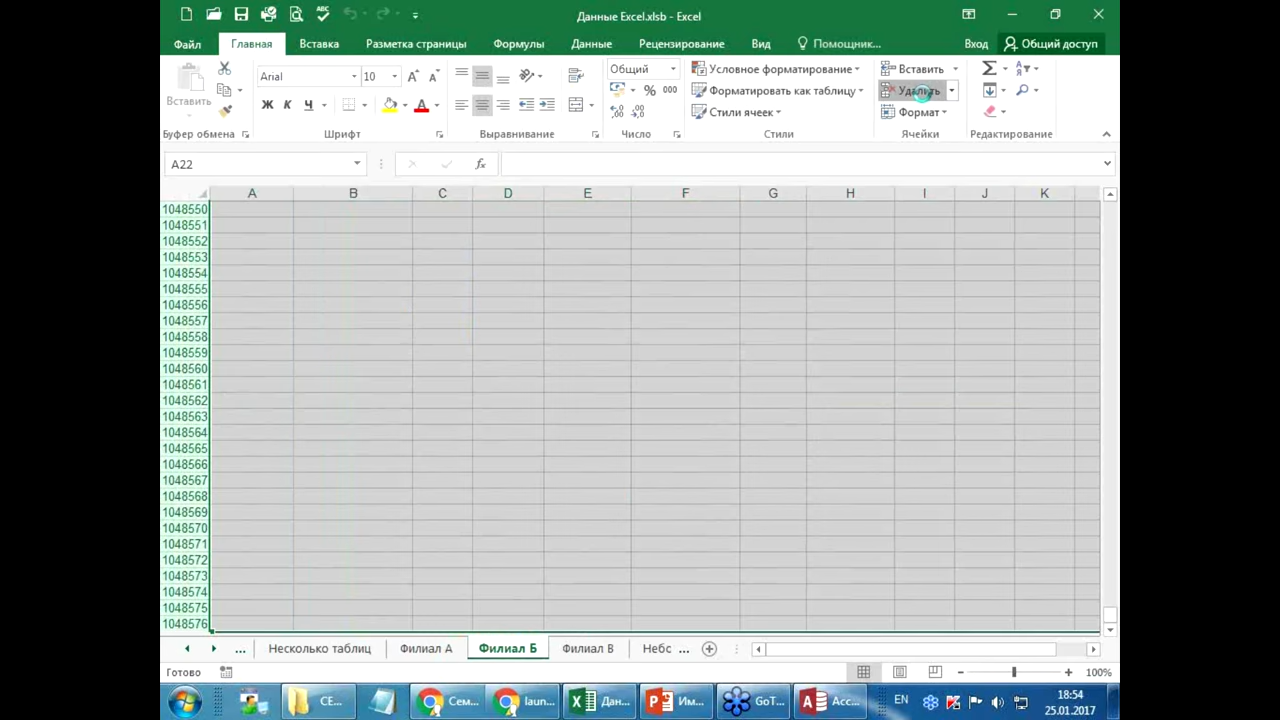 Данные Excel.xlsb - Excel
Файл Главная Вставка Разметка страницы Формулы Данные Рецензирование Вид Помощник... Вход Общий доступ
Вставить
Буфер обмена
Arial 10
Ж К Ч А
Шрифт
Выравнивание
Общий
% 000
Число
Условное форматирование
Форматировать как таблицу
Стили ячеек
Стили
Вставить
Удалить
Формат
Ячейки
Редактирование
A22 fx
A B C D E F G H I J K
1048550
1048551
1048552
1048553
1048554
1048555
1048556
1048557
1048558
1048559
1048560
1048561
1048562
1048563
1048564
1048565
1048566
1048567
1048568
1048569
1048570
1048571
1048572
1048573
1048574
1048575
1048576
... Несколько таблиц Филиал А Филиал Б Филиал В Небс ...
Готово 100%
CE... Сем... laun... Дан... Им... GoT... Acc... EN 18:54
25.01.2017